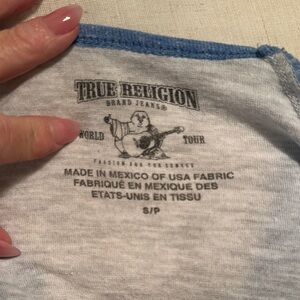 TRUE RELIGION
BRAND JEANS®
WORLD TOUR
PASSION FOR THE SENSES
MADE IN MEXICO OF USA FABRIC
FABRIQUÉ EN MEXIQUE DES
ETATS-UNIS EN TISSU
S/P